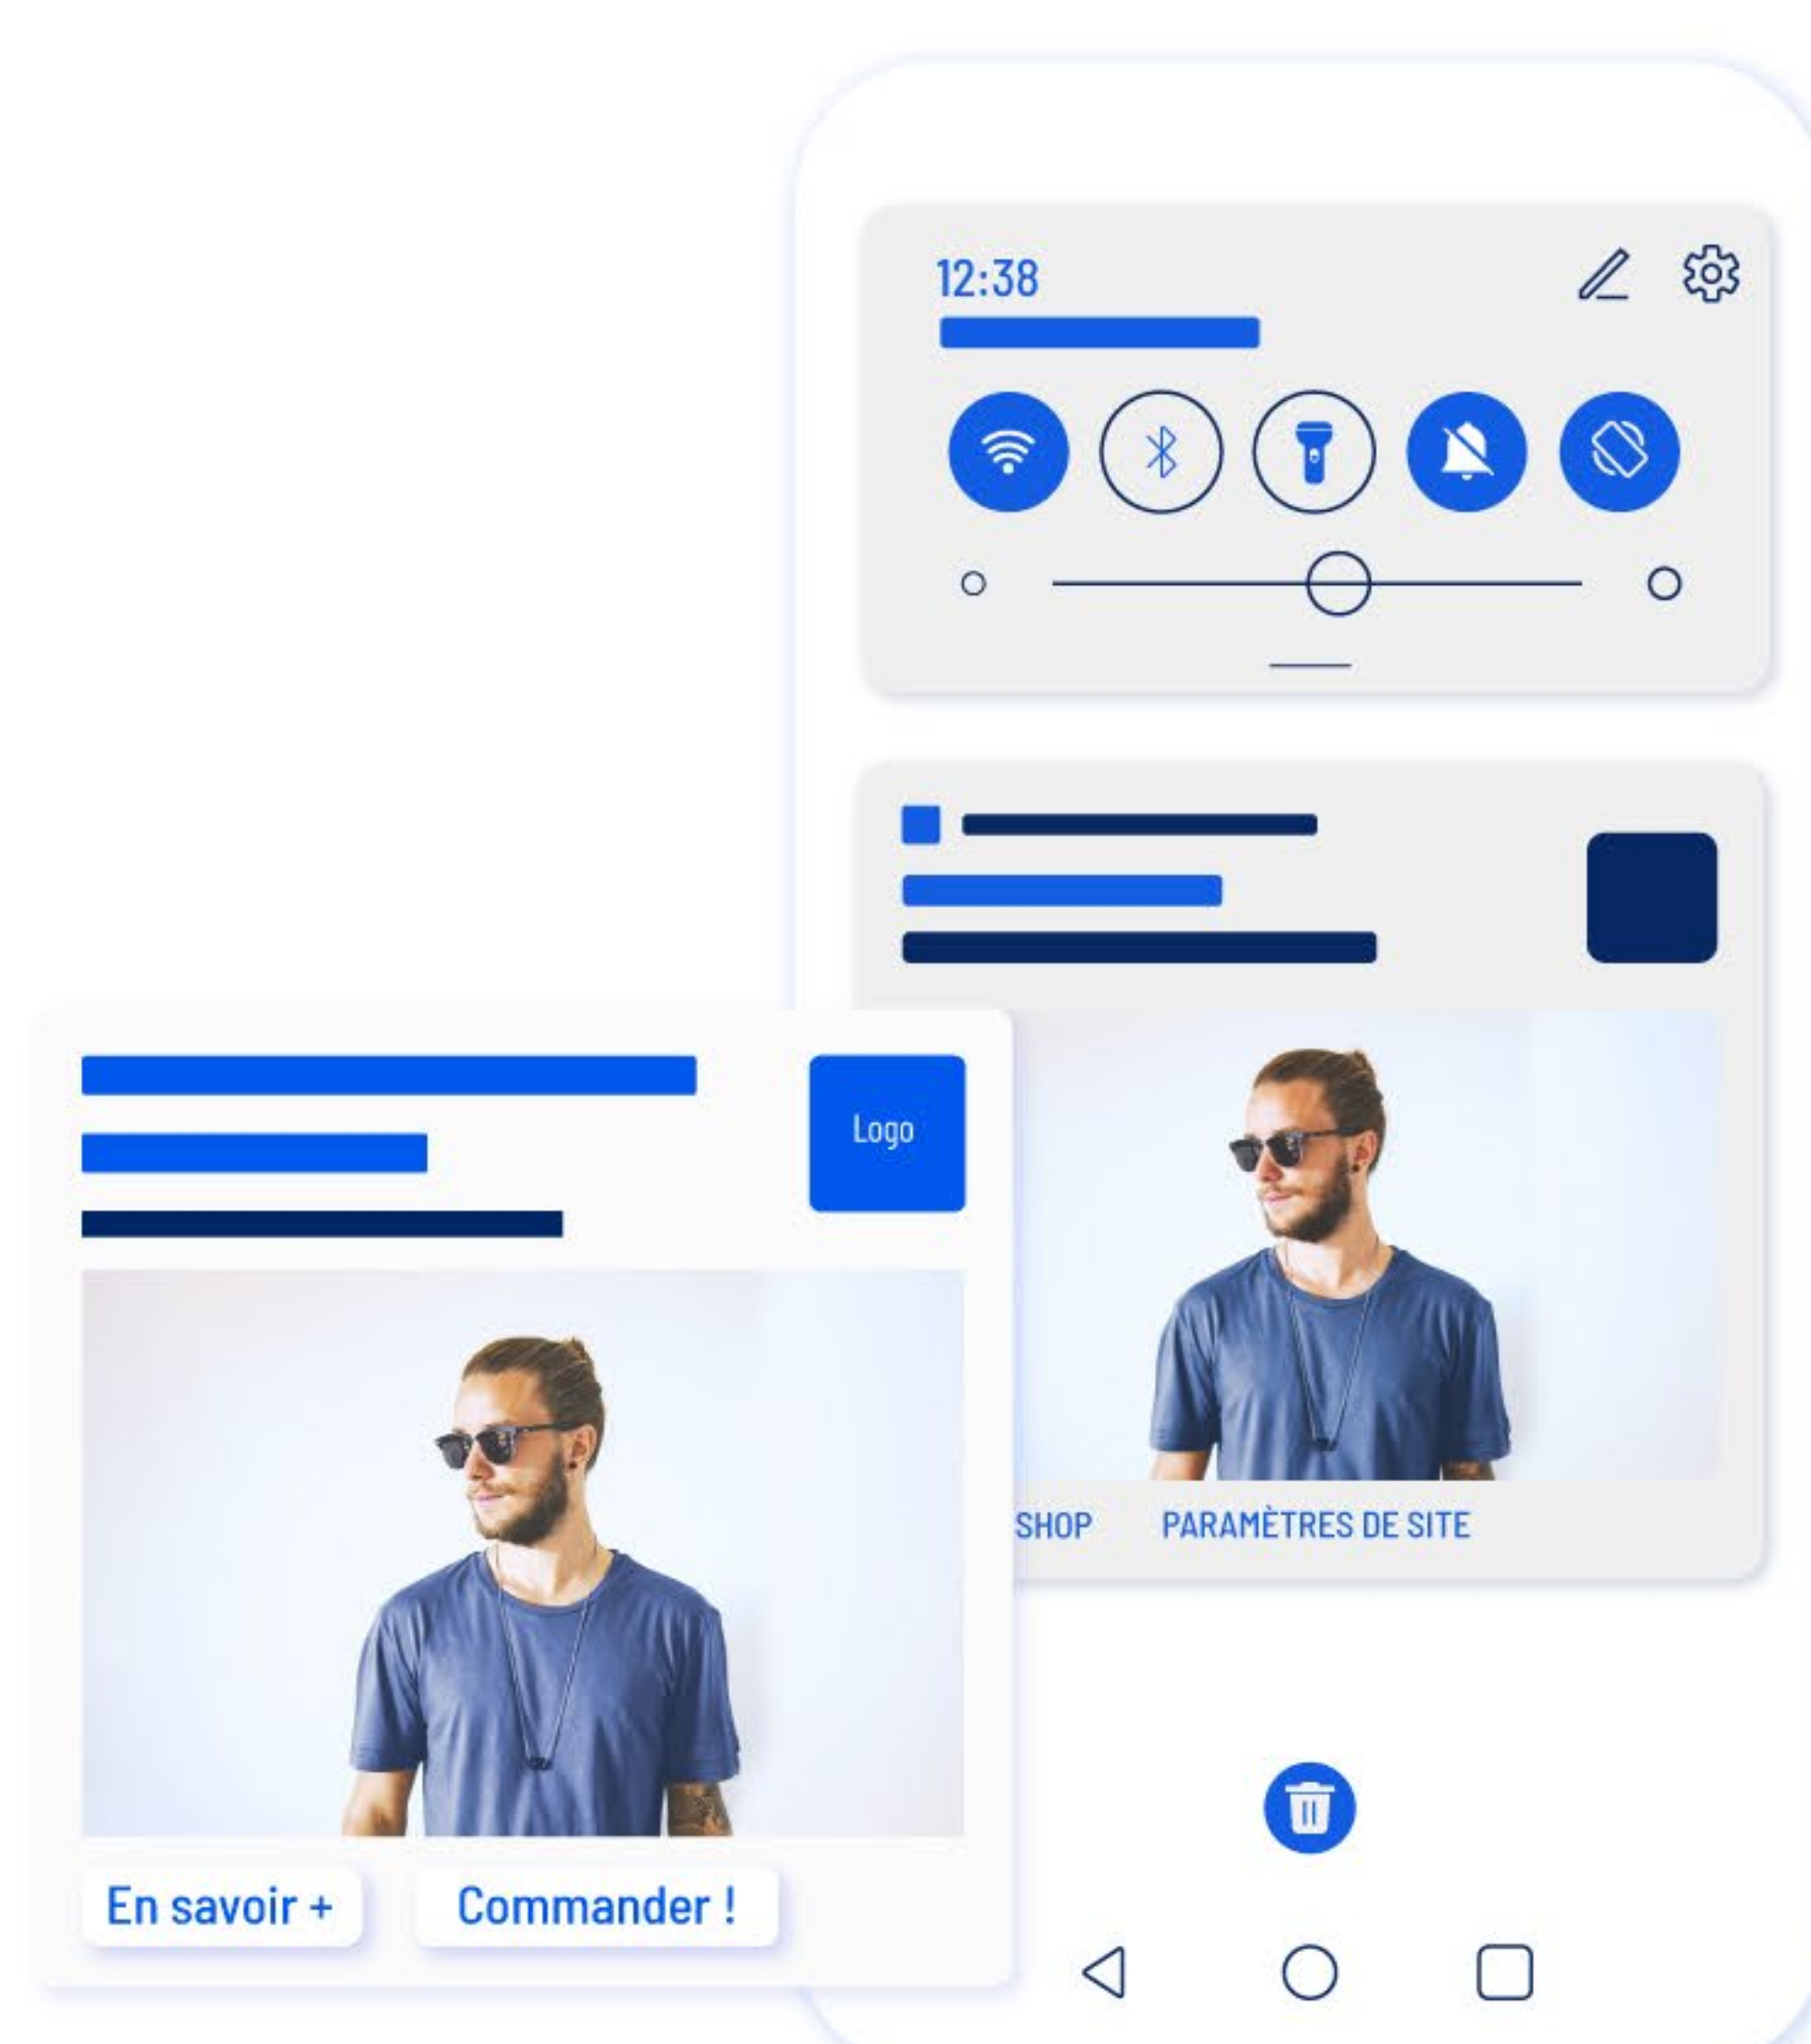 12:38
Logo
SHOP
PARAMÈTRES DE SITE
En savoir +
Commander !